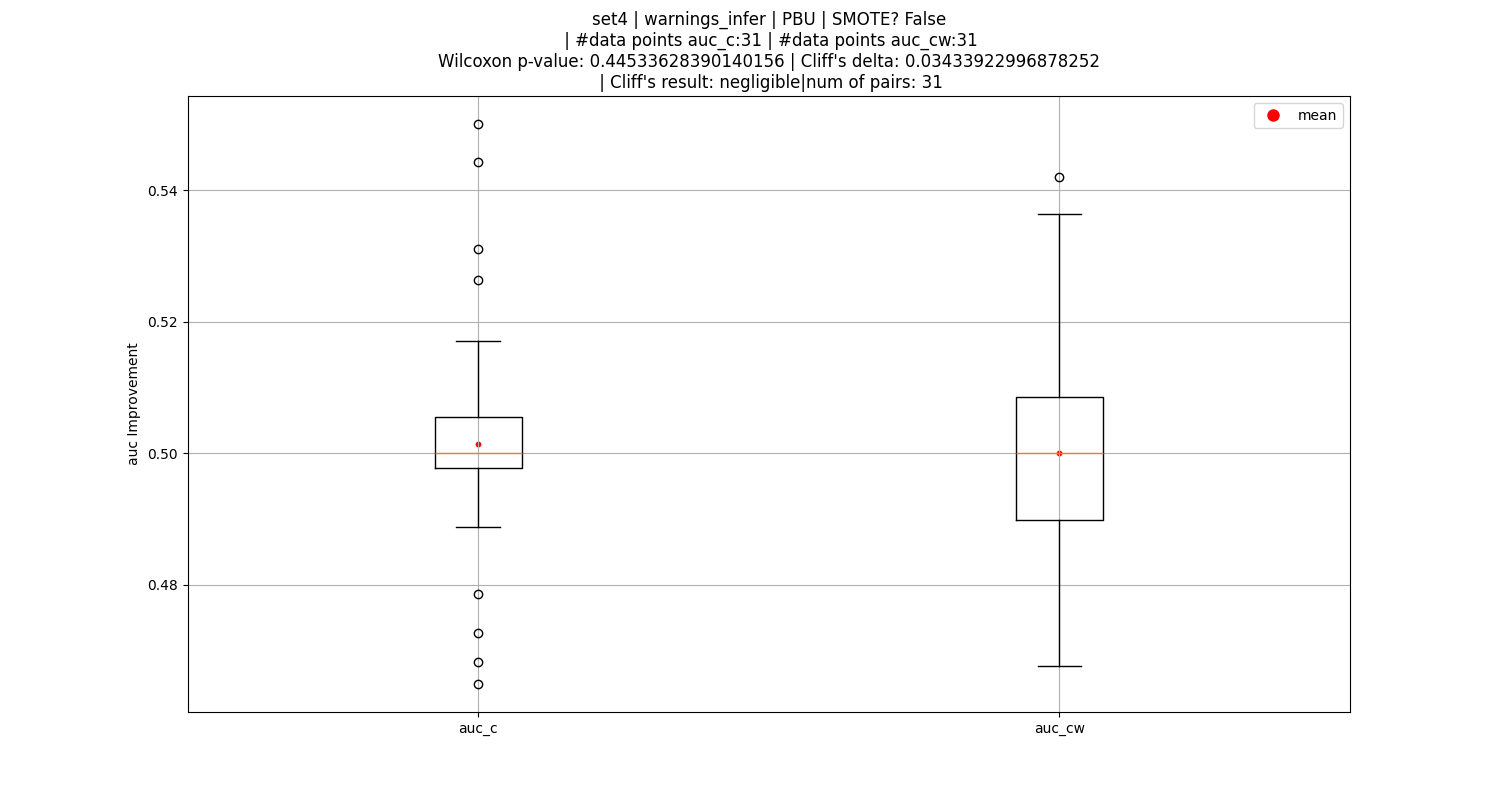 set4 | warnings_infer | PBU | SMOTE? False
| #data points auc_c:31 | #data points auc_cw:31
Wilcoxon p-value: 0.44533628390140156 | Cliff's delta: 0.03433922996878252
| Cliff's result: negligible|num of pairs: 31
mean
0.54
0.52
0.50
0.48
auc Improvement
auc_c
auc_cw